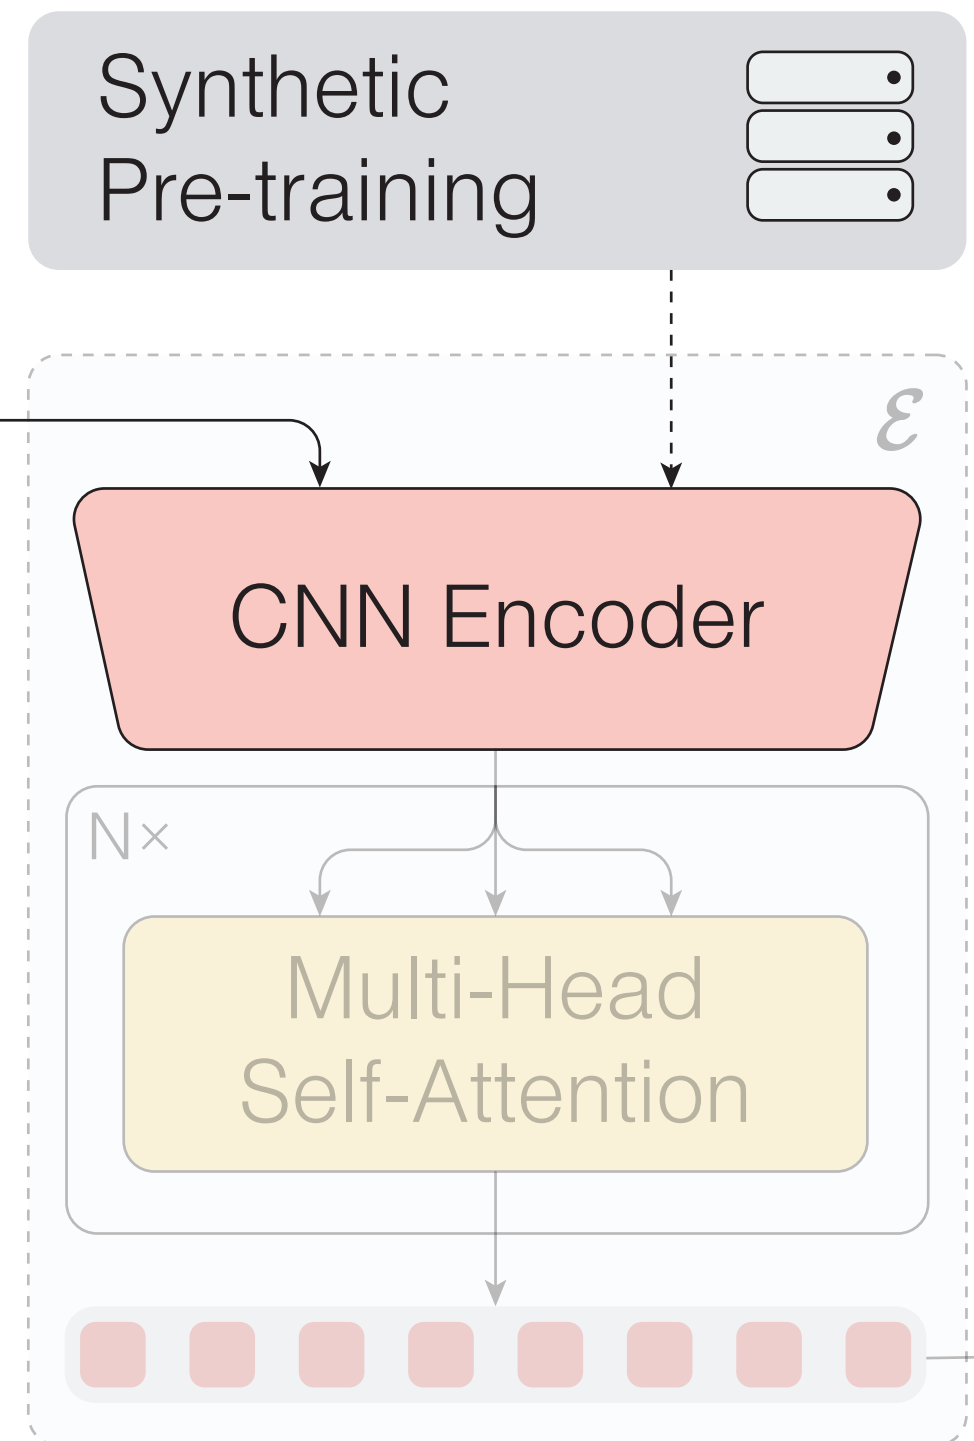 Synthetic
Pre-training
ℰ
CNN Encoder
N×
Multi-Head
Self-Attention